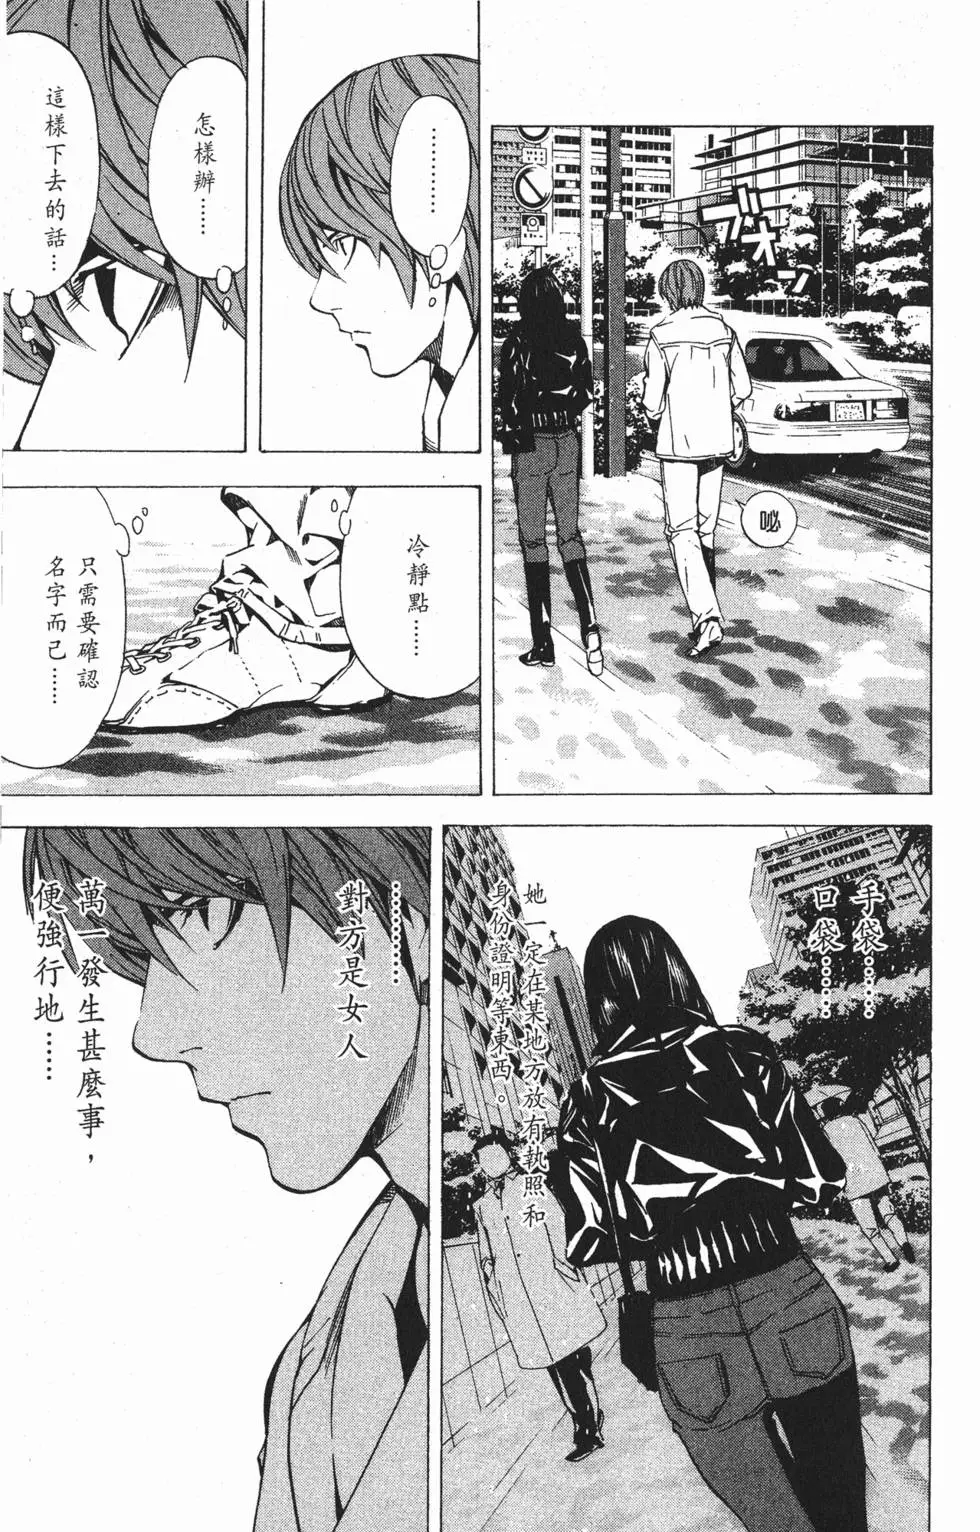 ブオオン
咇
………
怎樣辦……
這樣下去的話…
冷靜點……
只需要確認
名字而已……
手袋……
口袋……
她一定在某地方放有執照和
身份證明等東西。
…………
對方是女人
萬一發生甚麼事，
便強行地……